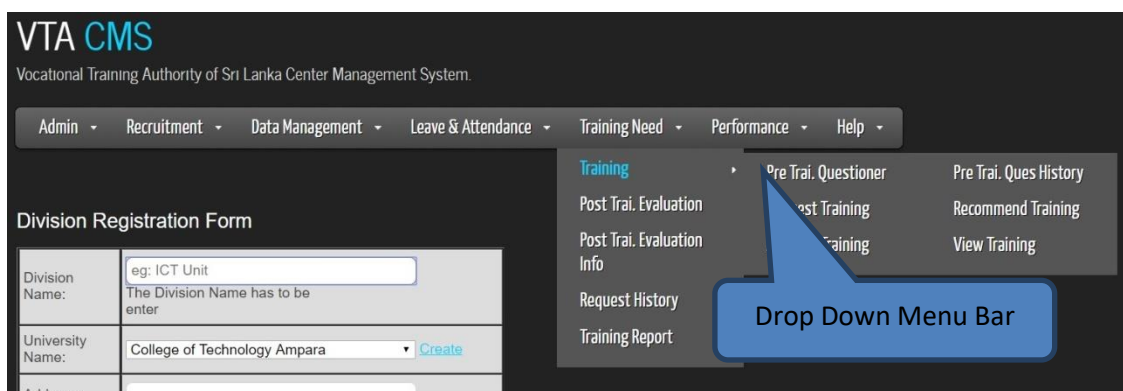 VTA CMS
Vocational Training Authority of Sri Lanka Center Management System.
Admin Recruitment Data Management Leave & Attendance Training Need Performance Help
Training
Post Trai. Evaluation
Post Trai. Evaluation
Info
Request History
Training Report
Pre Trai. Questioner Pre Trai. Ques History
Training Recommend Training
Training View Training
Drop Down Menu Bar
Division Registration Form
Division
Name:
eg: ICT Unit
The Division Name has to be
enter
University
Name:
College of Technology Ampara Create